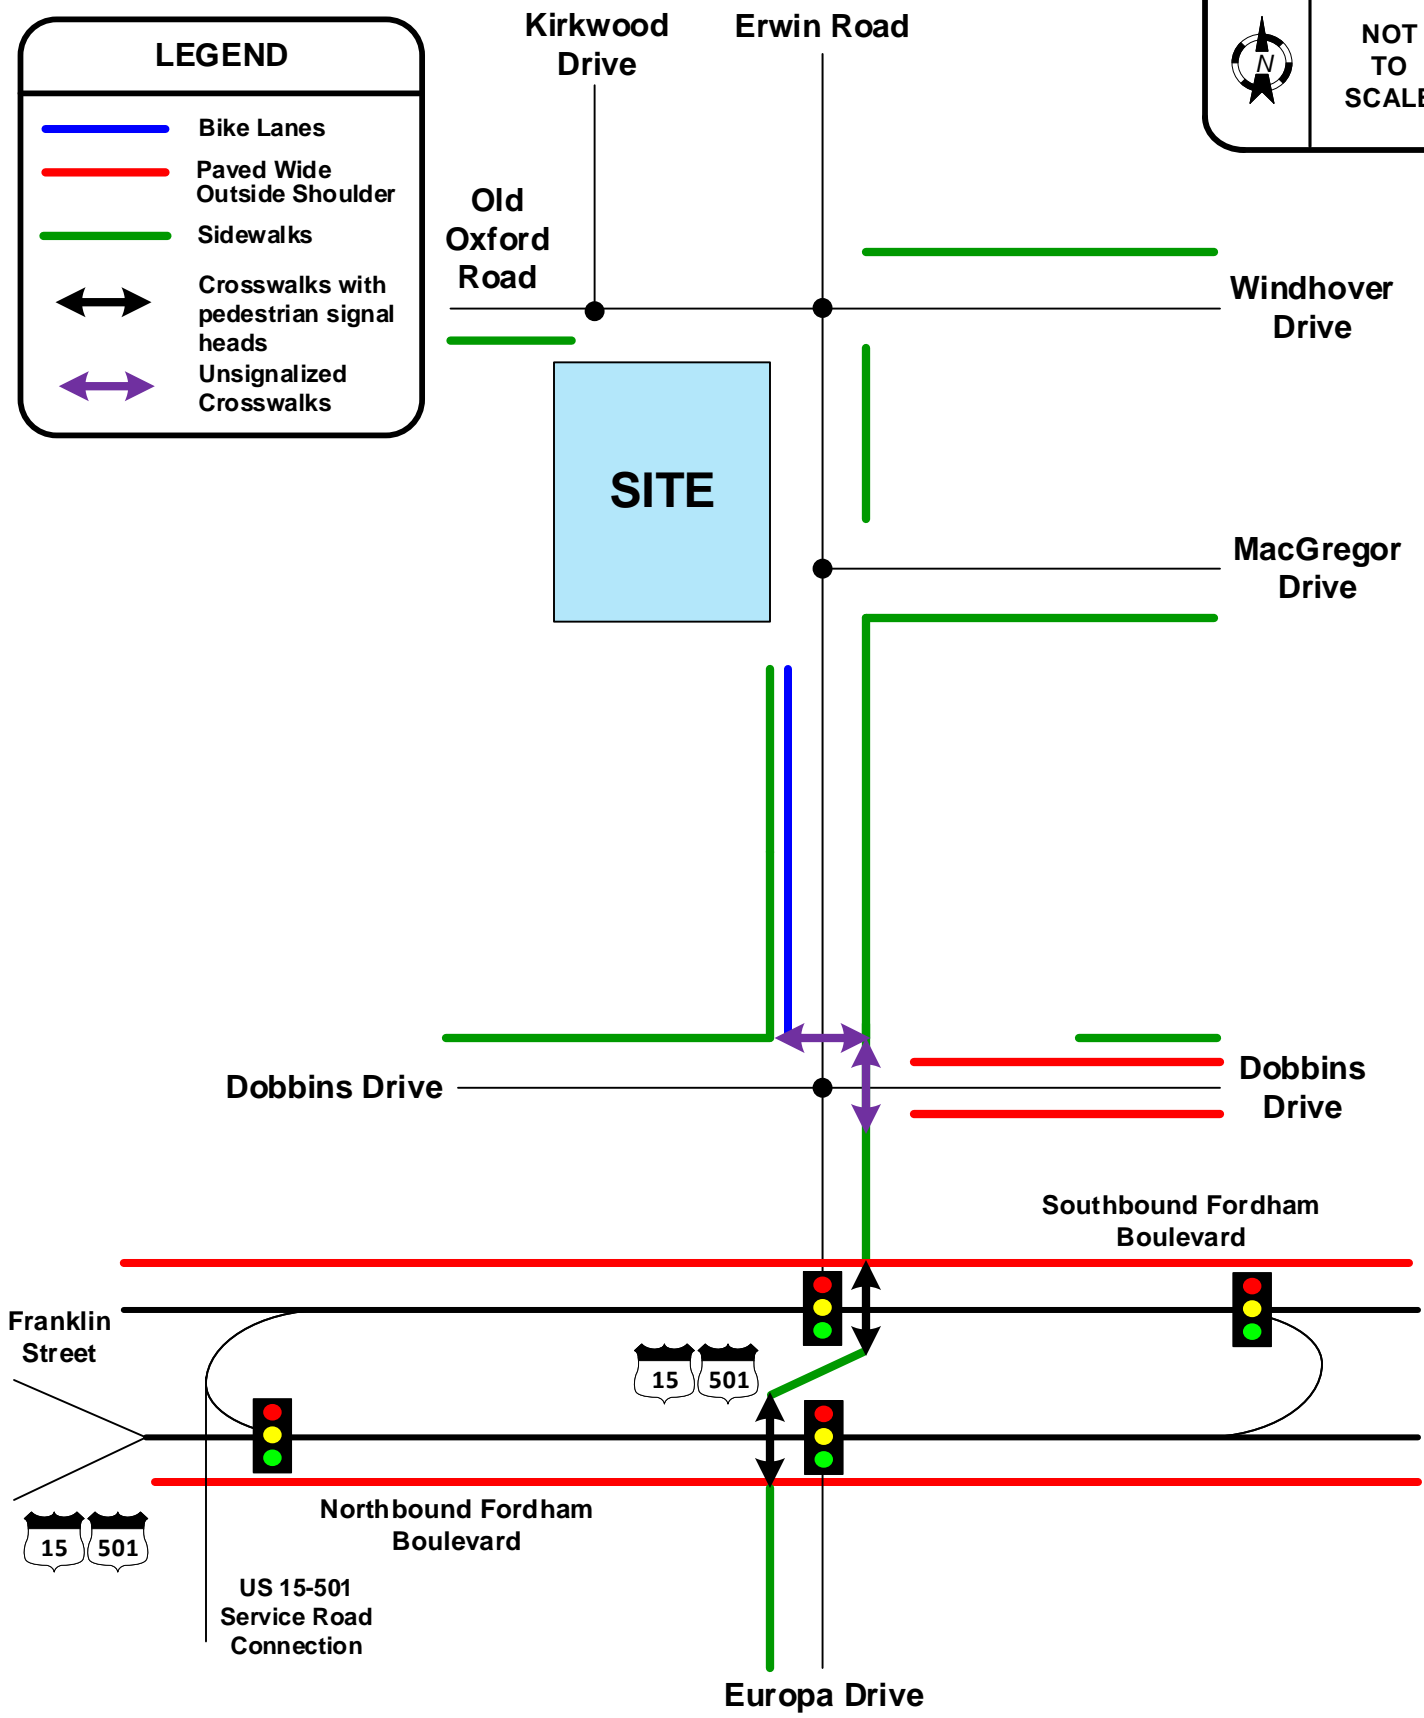 LEGEND
Bike Lanes
Paved Wide
Outside Shoulder
Sidewalks
Crosswalks with
pedestrian signal
heads
Unsignalized
Crosswalks
Kirkwood
Drive
Erwin Road
N
NOT
TO
SCALE
Old
Oxford
Road
Windhover
Drive
SITE
MacGregor
Drive
Dobbins Drive
Dobbins
Drive
Southbound Fordham
Boulevard
Franklin
Street
15
501
Northbound Fordham
Boulevard
15
501
US 15-501
Service Road
Connection
Europa Drive